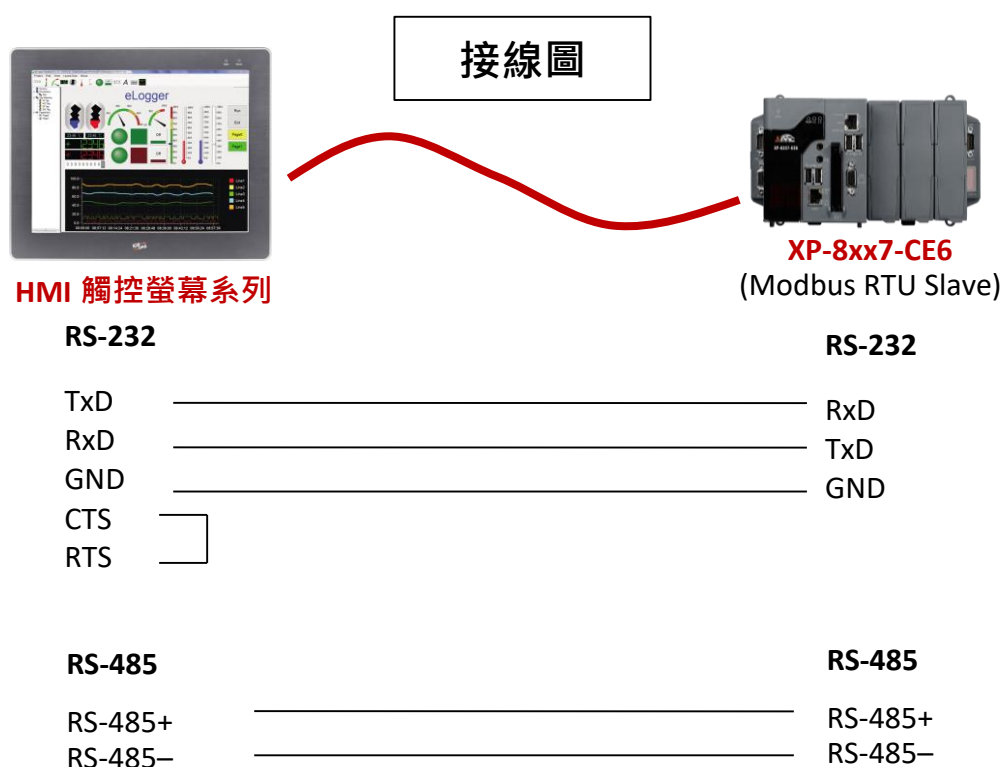 接線圖
eLogger
HMI 觸控螢幕系列
XP-8xx7-CE6
(Modbus RTU Slave)
RS-232
RS-232
TxD
RxD
RxD
TxD
GND
GND
CTS
RTS
RS-485
RS-485
RS-485+
RS-485+
RS-485–
RS-485–